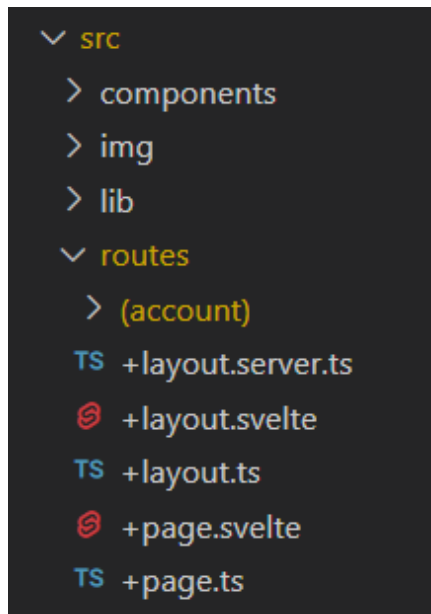 src
components
img
lib
routes
(account)
TS +layout.server.ts
+layout.svelte
TS +layout.ts
+page.svelte
TS +page.ts